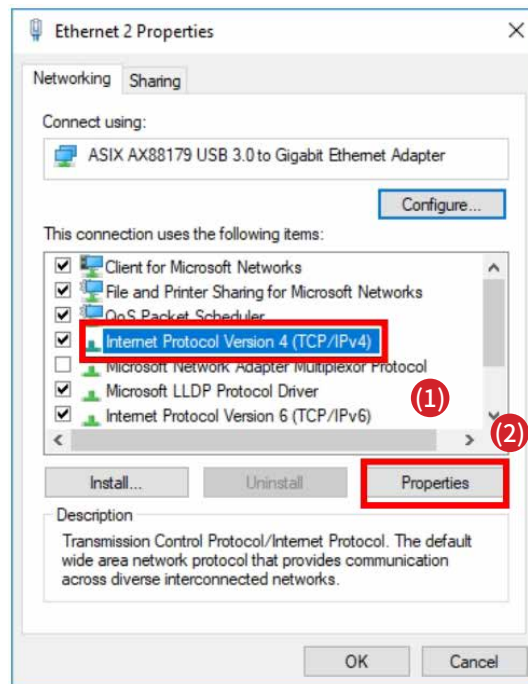 Ethernet 2 Properties
Networking Sharing
Connect using:
ASIX AX88179 USB 3.0 to Gigabit Ethernet Adapter
Configure...
This connection uses the following items:
Client for Microsoft Networks
File and Printer Sharing for Microsoft Networks
QoS Packet Scheduler
Internet Protocol Version 4 (TCP/IPv4)
Microsoft Network Adapter Multiplexor Protocol
Microsoft LLDP Protocol Driver
(1)
Internet Protocol Version 6 (TCP/IPv6)
(2)
Install... Uninstall Properties
Description
Transmission Control Protocol/Internet Protocol. The default
wide area network protocol that provides communication
across diverse interconnected networks.
OK Cancel